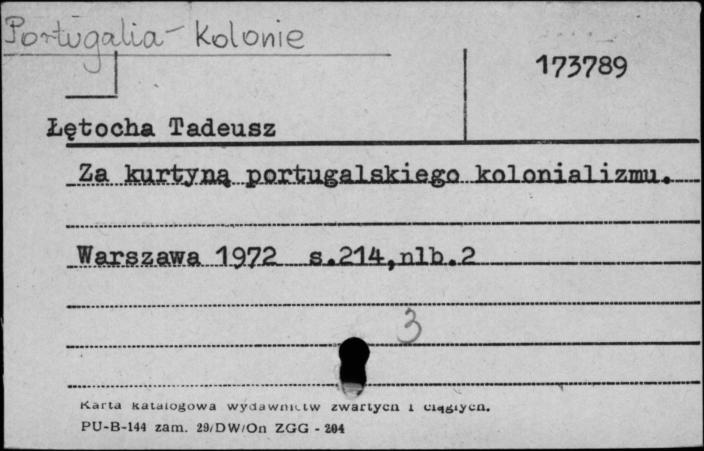 Portugalia - Kolonie
173789
Łętocha Tadeusz
Za kurtyną portugalskiego kolonializmu.
Warszawa 1972 s.214,nlb.2
3
Karta katalogowa wydawnictw zwartych i ciągłych.
PU-B-144 zam. 29/DW/On ZGG - 204